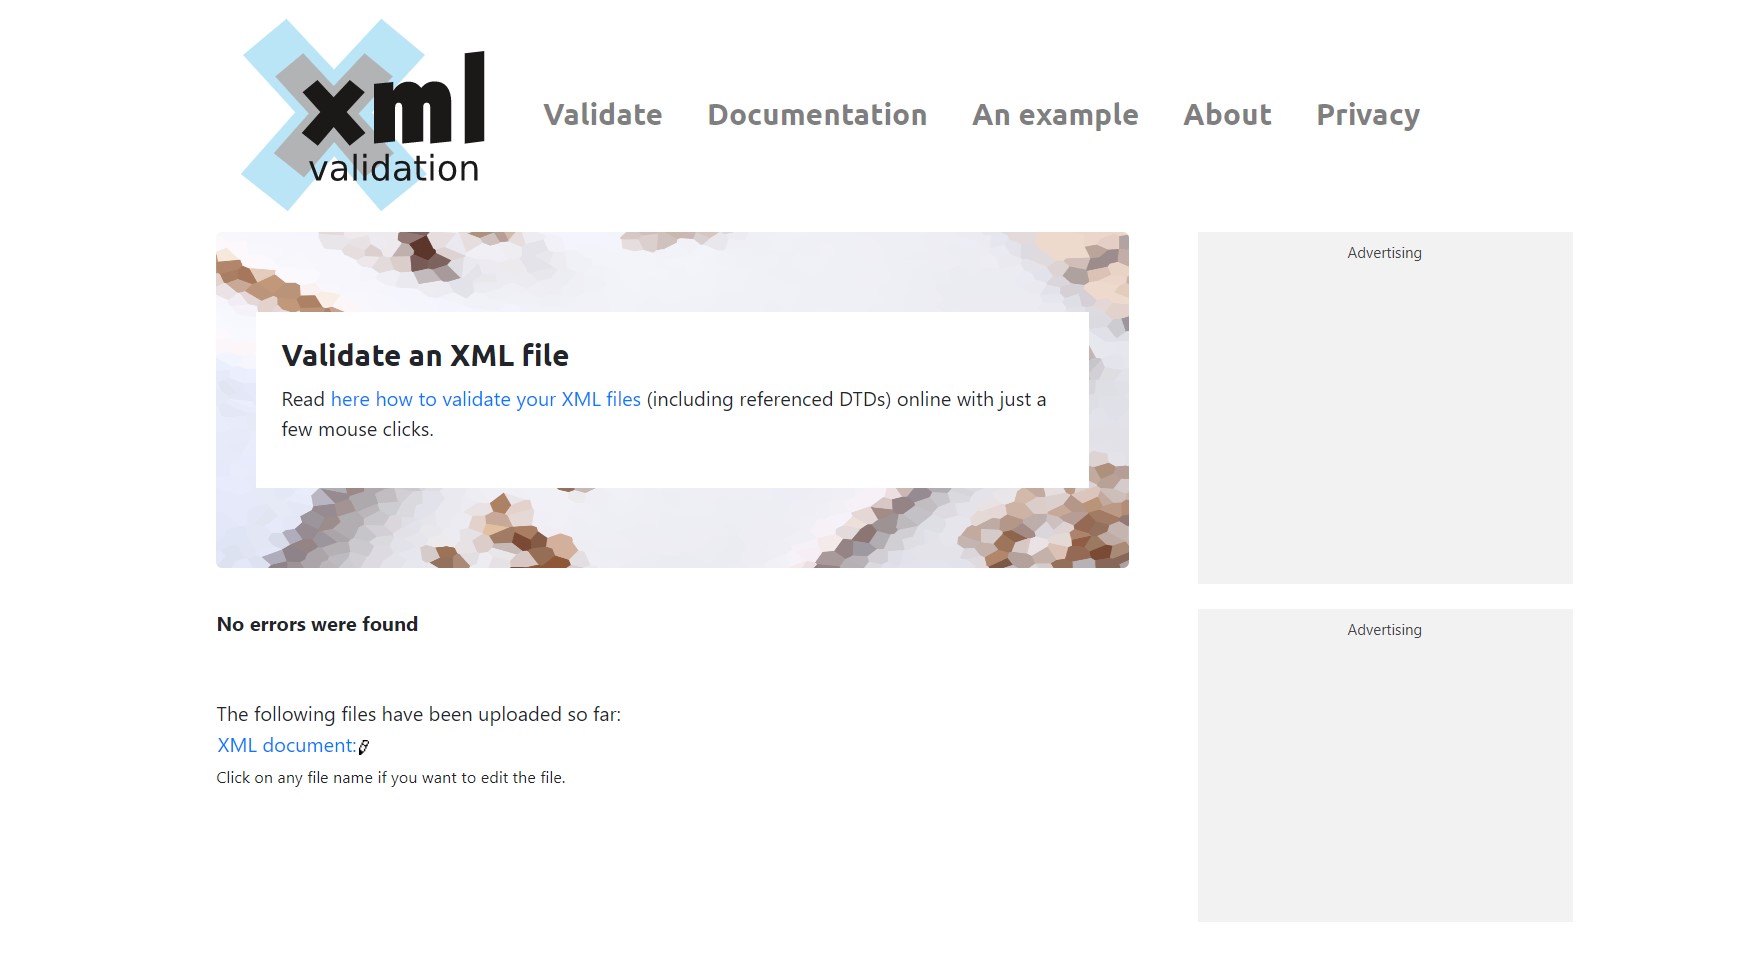 xml
validation
Validate Documentation An example About Privacy
Validate an XML file
Read here how to validate your XML files (including referenced DTDs) online with just a
few mouse clicks.
Advertising
No errors were found
The following files have been uploaded so far:
XML document:
Click on any file name if you want to edit the file.
Advertising